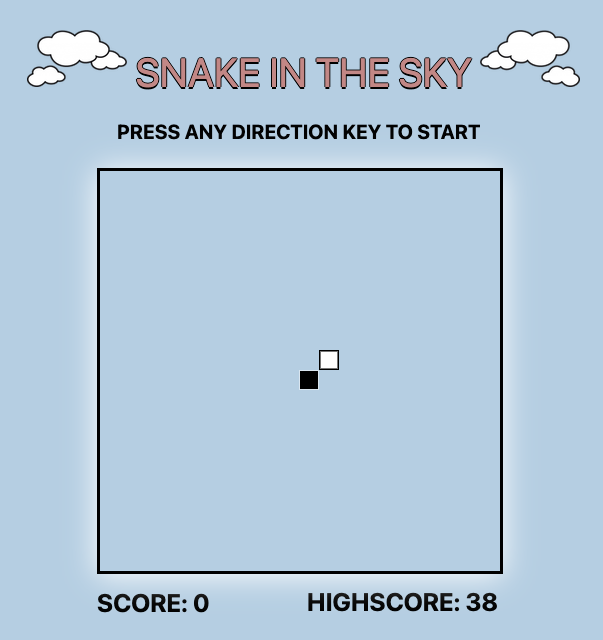 SNAKE IN THE SKY
PRESS ANY DIRECTION KEY TO START
SCORE: 0 HIGHSCORE: 38